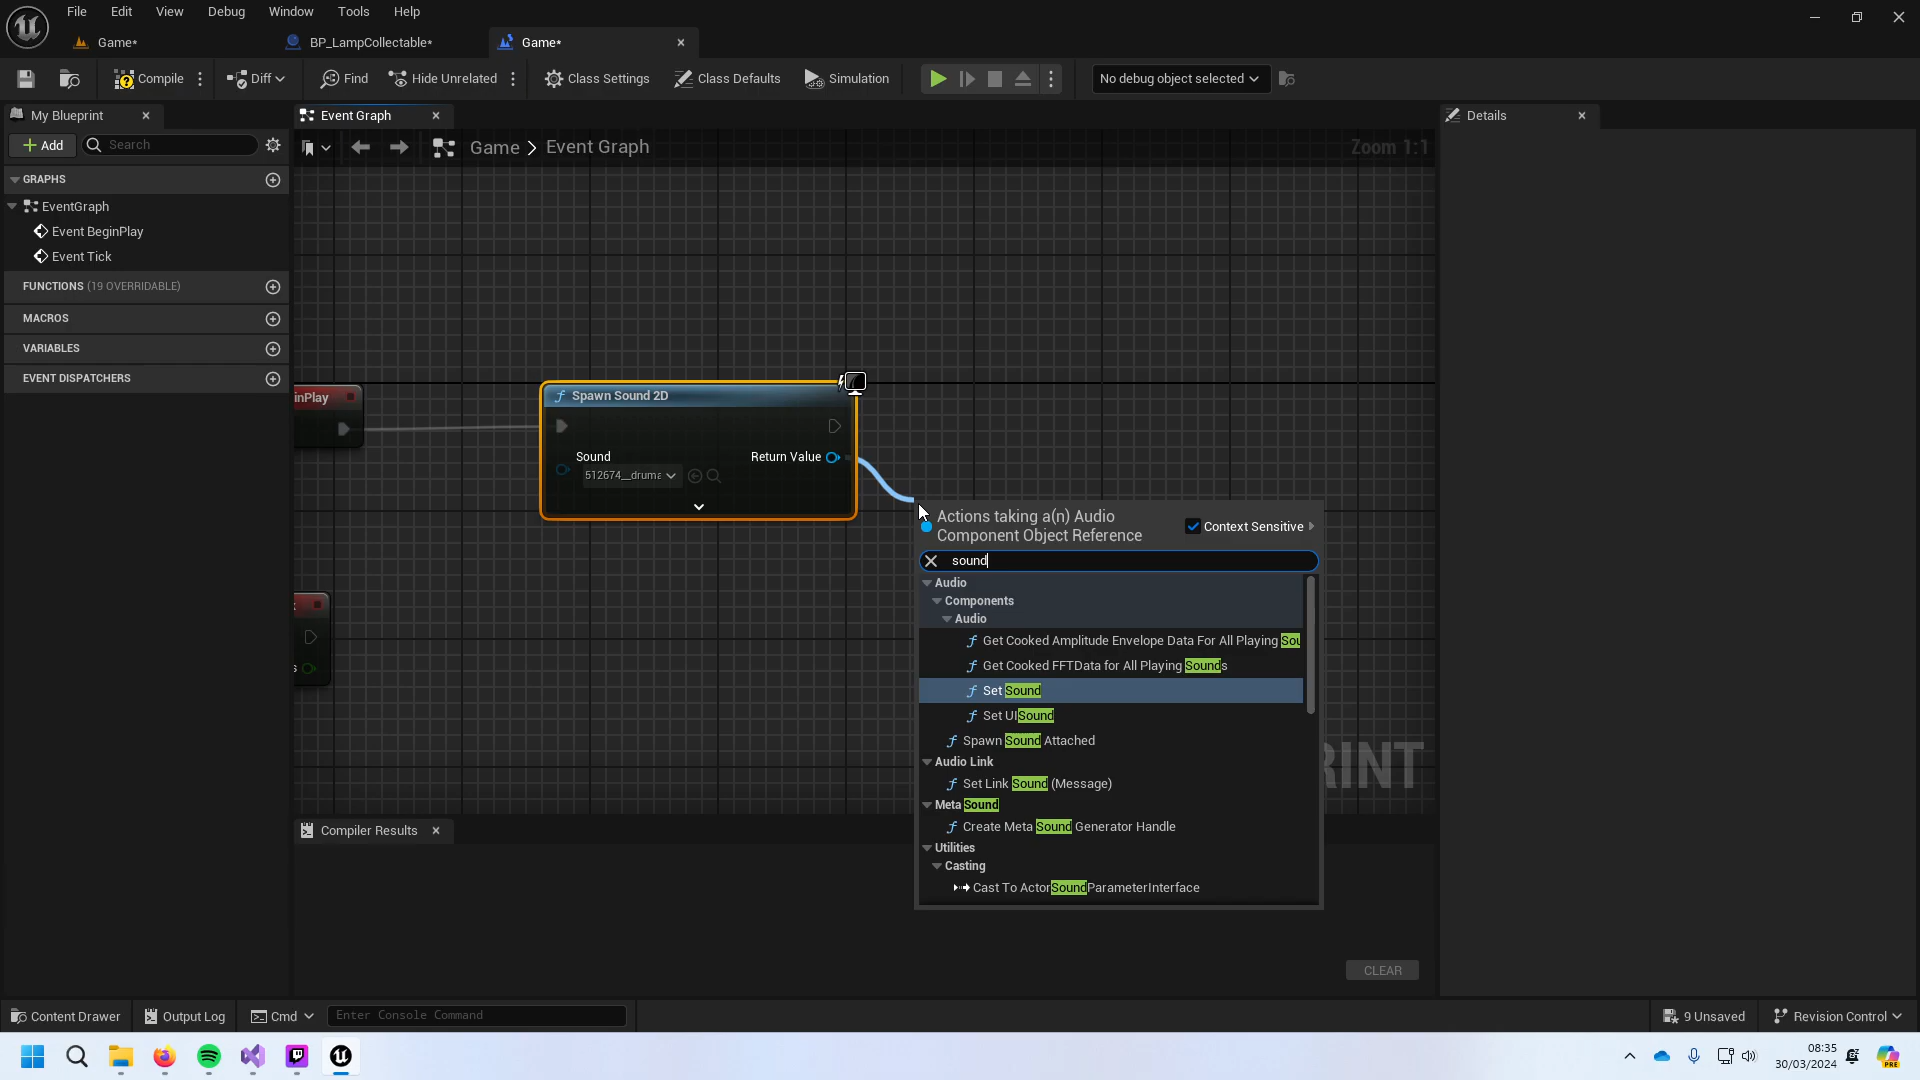 File Edit View Debug Window Tools Help
Game* BP_LampCollectable* Game*
Compile Diff Find Hide Unrelated Class Settings Class Defaults Simulation No debug object selected
My Blueprint Event Graph Details
Add Search Game > Event Graph Zoom 1:1
GRAPHS
EventGraph
Event BeginPlay
Event Tick
FUNCTIONS (19 OVERRIDABLE)
MACROS
VARIABLES
EVENT DISPATCHERS
inPlay Spawn Sound 2D
Sound Return Value
512674__druma
Actions taking a(n) Audio
Component Object Reference
Context Sensitive
sound
Audio
Components
Audio
Get Cooked Amplitude Envelope Data For All Playing Sou
Get Cooked FFTData for All Playing Sounds
Set Sound
Set UISound
Spawn Sound Attached
Audio Link
Set Link Sound (Message)
Meta Sound
Create Meta Sound Generator Handle
Utilities
Casting
Cast To ActorSoundParameterInterface
RINT
Compiler Results
CLEAR
Content Drawer Output Log Cmd Enter Console Command 9 Unsaved Revision Control
08:35
30/03/2024
PRE